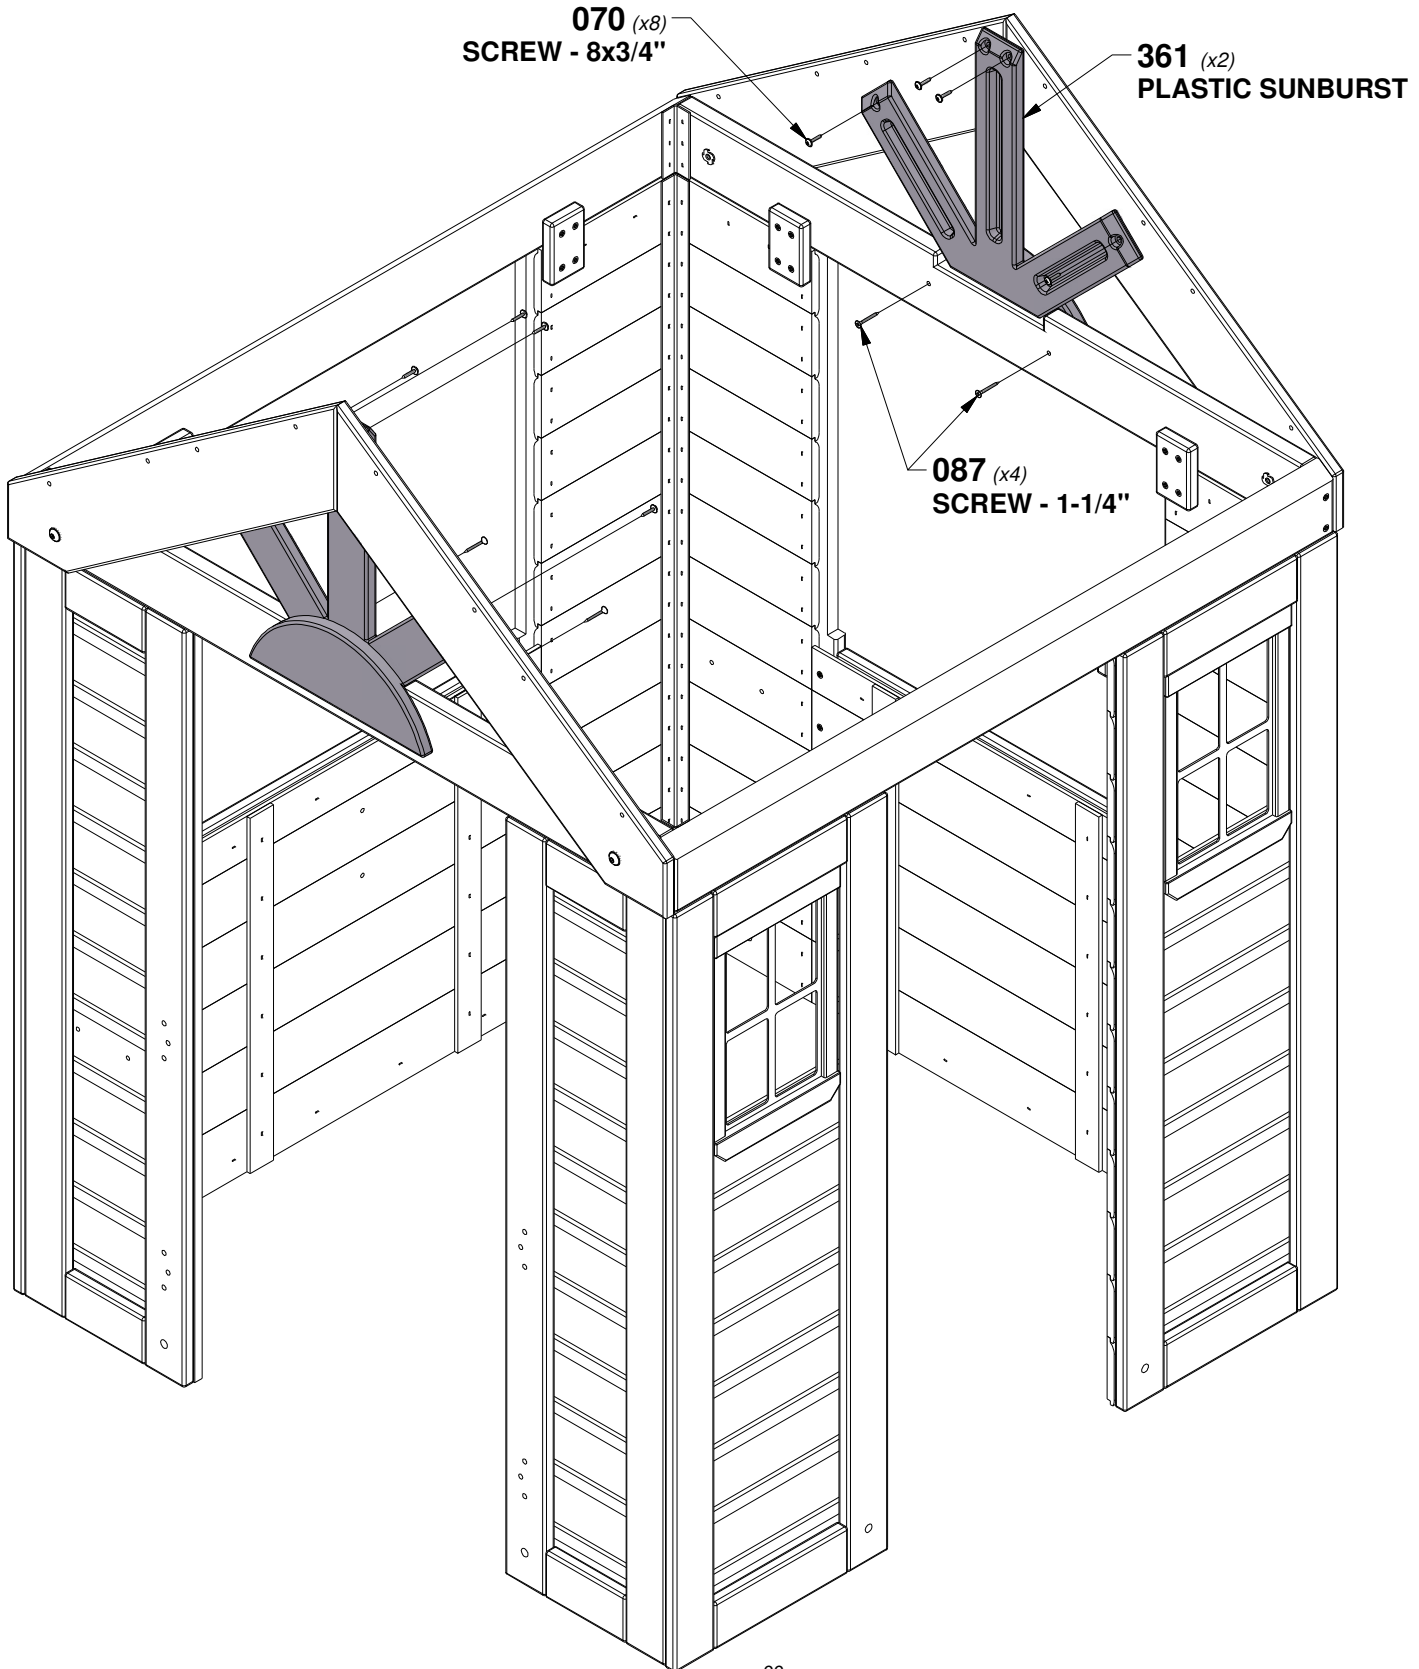 070 (x8)
SCREW - 8x3/4"
361 (x2)
PLASTIC SUNBURST
087 (x4)
SCREW - 1-1/4"